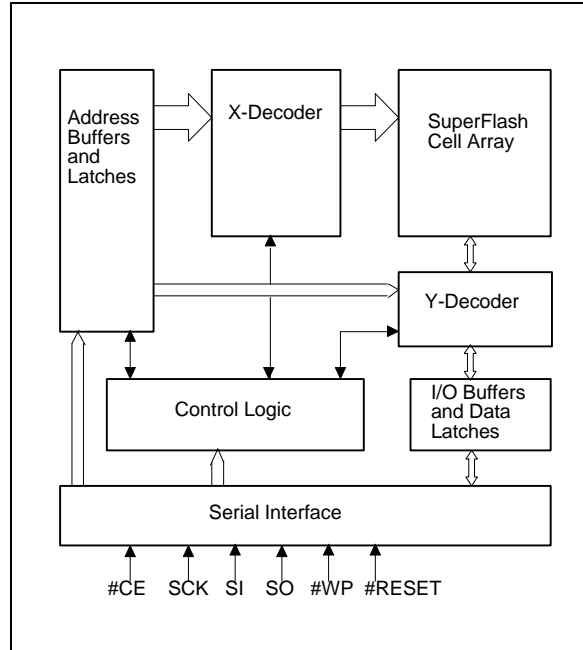 Address
Buffers
and
Latches
X-Decoder
SuperFlash
Cell Array
Y-Decoder
Control Logic
I/O Buffers
and Data
Latches
Serial Interface
#CE SCK SI SO #WP #RESET